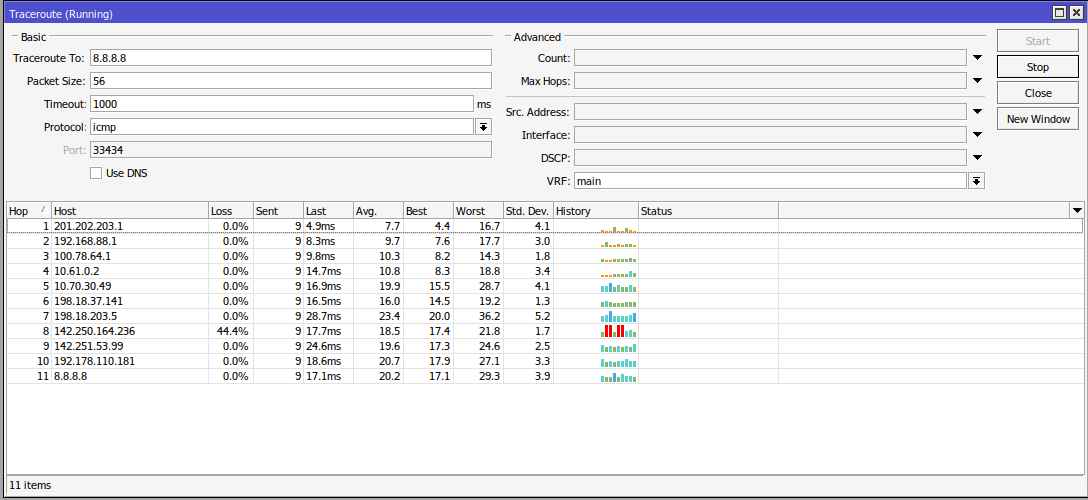 Traceroute (Running)
Basic
Traceroute To: 8.8.8.8
Packet Size: 56
Timeout: 1000 ms
Protocol: icmp
Port: 33434
Use DNS
Advanced
Count:
Max Hops:
Src. Address:
Interface:
DSCP:
VRF: main
Start
Stop
Close
New Window
Hop Host Loss Sent Last Avg. Best Worst Std. Dev. History Status
1 201.202.203.1 0.0% 9 4.9ms 7.7 4.4 16.7 4.1
2 192.168.88.1 0.0% 9 8.3ms 9.7 7.6 17.7 3.0
3 100.78.64.1 0.0% 9 9.8ms 10.3 8.2 14.3 1.8
4 10.61.0.2 0.0% 9 14.7ms 10.8 8.3 18.8 3.4
5 10.70.30.49 0.0% 9 16.9ms 19.9 15.5 28.7 4.1
6 198.18.37.141 0.0% 9 16.5ms 16.0 14.5 19.2 1.3
7 198.18.203.5 0.0% 9 28.7ms 23.4 20.0 36.2 5.2
8 142.250.164.236 44.4% 9 17.7ms 18.5 17.4 21.8 1.7
9 142.251.53.99 0.0% 9 24.6ms 19.6 17.3 24.6 2.5
10 192.178.110.181 0.0% 9 18.6ms 20.7 17.9 27.1 3.3
11 8.8.8.8 0.0% 9 17.1ms 20.2 17.1 29.3 3.9
11 items